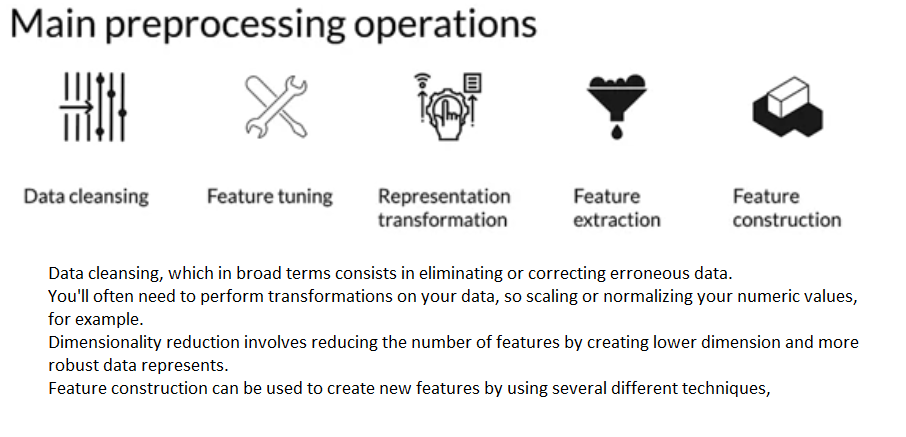 Main preprocessing operations
Data cleansing
Feature tuning
Representation
transformation
Feature
extraction
Feature
construction
Data cleansing, which in broad terms consists in eliminating or correcting erroneous data.
You'll often need to perform transformations on your data, so scaling or normalizing your numeric values,
for example.
Dimensionality reduction involves reducing the number of features by creating lower dimension and more
robust data represents.
Feature construction can be used to create new features by using several different techniques,